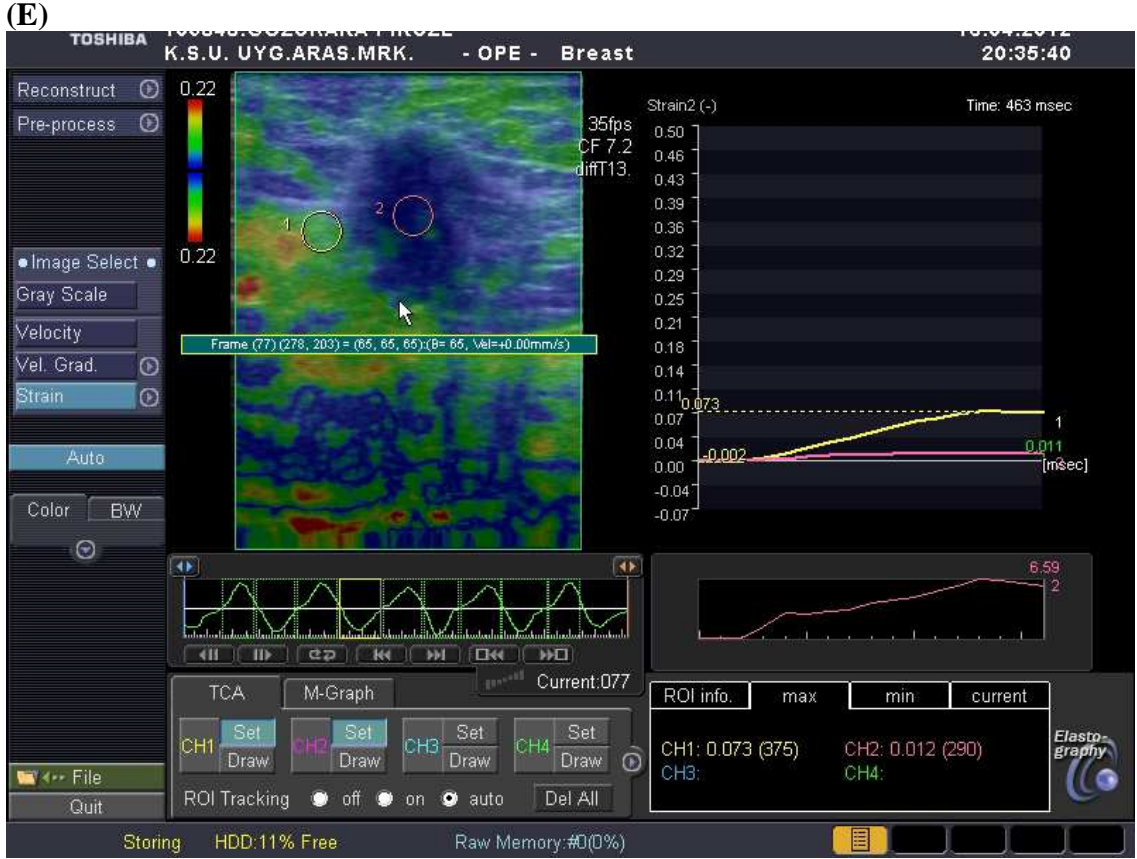 (E)
TOSHIBA
K.S.U. UYG.ARAS.MRK. - OPE - Breast
20:35:40
Reconstruct
Pre-process
Image Select
Gray Scale
Velocity
Vel. Grad.
Strain
Auto
Color BW
File
Quit
0.22
0.22
35fps
CF 7.2
diffT13.
1
2
Frame (77) (278, 203) = (65, 65, 65):(B= 65, Vel=+0.00mm/s)
Strain2 (-) Time: 463 msec
0.50
0.46
0.43
0.39
0.36
0.32
0.29
0.25
0.21
0.18
0.14
0.11
0.073
0.07
1
0.04
-0.002
0.011
0.00
[msec]
-0.04
-0.07
6.59
2
Current:077
TCA M-Graph
CH1 Set Draw
CH2 Set Draw
CH3 Set Draw
CH4 Set Draw
ROI Tracking off on auto Del All
ROI info. max min current
CH1: 0.073 (375) CH2: 0.012 (290)
CH3: CH4:
Elasto-
graphy
Storing HDD:11% Free Raw Memory:#0(0%)